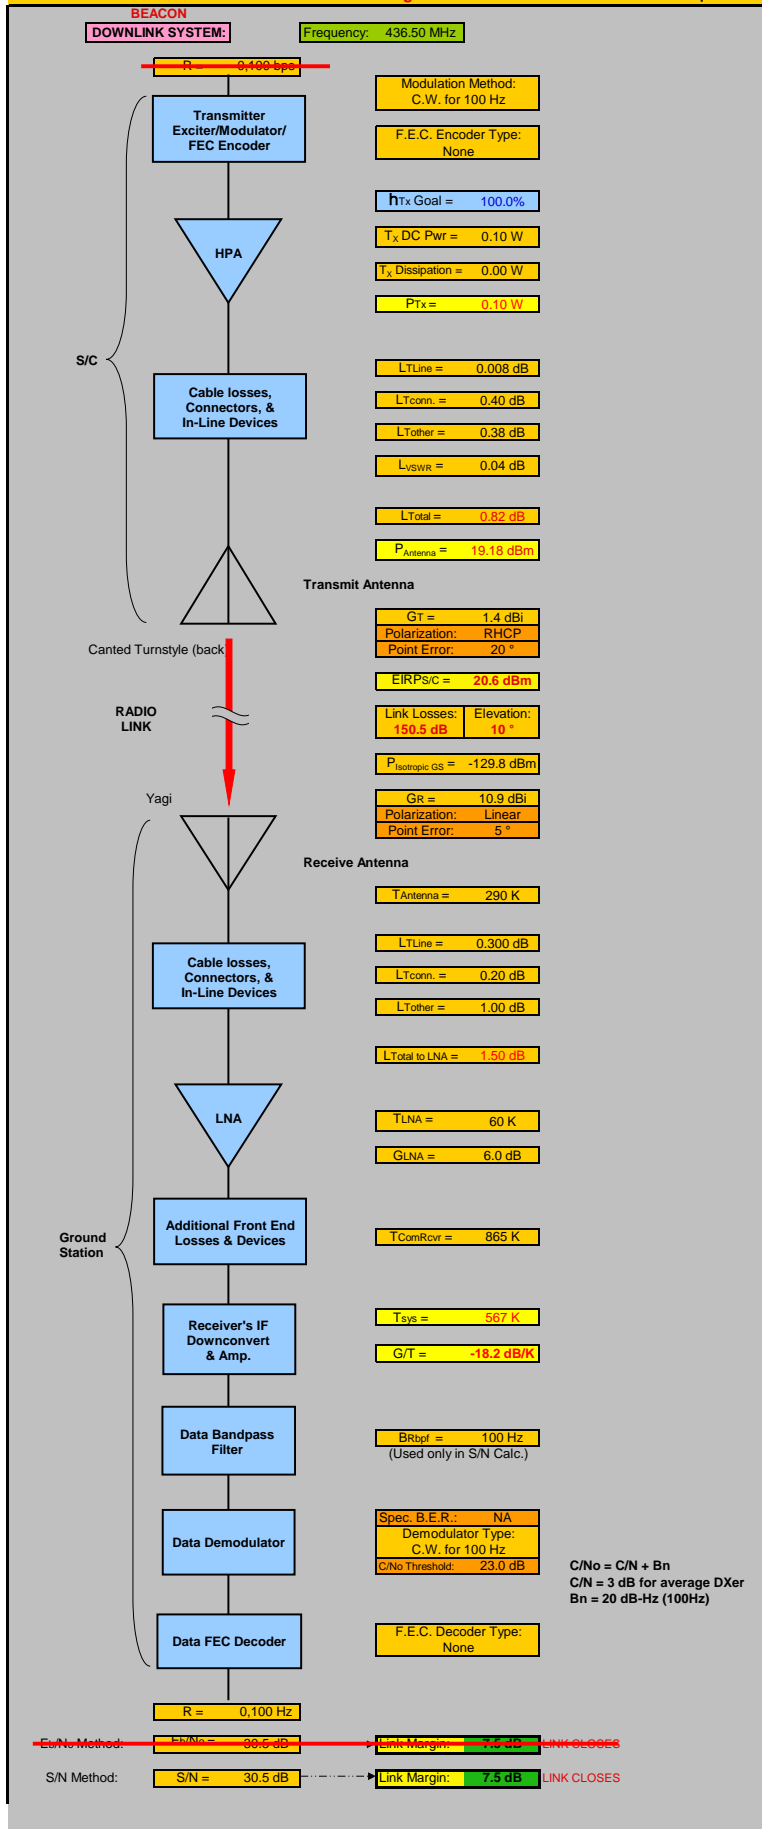 BEACON
DOWNLINK SYSTEM:
Frequency: 436.50 MHz
R = 0,100 bps
Modulation Method:
C.W. for 100 Hz
Transmitter
Exciter/Modulator/
FEC Encoder
F.E.C. Encoder Type:
None
hTx Goal = 100.0%
TX DC Pwr = 0.10 W
HPA
TX Dissipation = 0.00 W
PTx = 0.10 W
S/C
LTLine = 0.008 dB
Cable losses,
Connectors, &
In-Line Devices
LTconn. = 0.40 dB
LTother = 0.38 dB
LVSWR = 0.04 dB
LTotal = 0.82 dB
PAntenna = 19.18 dBm
Transmit Antenna
GT = 1.4 dBi
Polarization: RHCP
Point Error: 20 °
Canted Turnstyle (back
EIRPS/C = 20.6 dBm
RADIO
LINK
Link Losses: Elevation:
150.5 dB 10 °
PIsotropic GS = -129.8 dBm
Yagi
GR = 10.9 dBi
Polarization: Linear
Point Error: 5 °
Receive Antenna
TAntenna = 290 K
LTLine = 0.300 dB
Cable losses,
Connectors, &
In-Line Devices
LTconn. = 0.20 dB
LTother = 1.00 dB
LTotal to LNA = 1.50 dB
LNA
TLNA = 60 K
GLNA = 6.0 dB
Ground
Station
Additional Front End
Losses & Devices
TComRcvr = 865 K
Receiver's IF
Downconvert
& Amp.
Tsys = 567 K
G/T = -18.2 dB/K
Data Bandpass
Filter
BRbpf = 100 Hz
(Used only in S/N Calc.)
Data Demodulator
Spec. B.E.R.: NA
Demodulator Type:
C.W. for 100 Hz
C/No Threshold: 23.0 dB
C/No = C/N + Bn
C/N = 3 dB for average DXer
Bn = 20 dB-Hz (100Hz)
Data FEC Decoder
F.E.C. Decoder Type:
None
R = 0,100 Hz
Eb/No Method: Eb/No = 30.5 dB Link Margin: 7.5 dB LINK CLOSES
S/N Method: S/N = 30.5 dB Link Margin: 7.5 dB LINK CLOSES